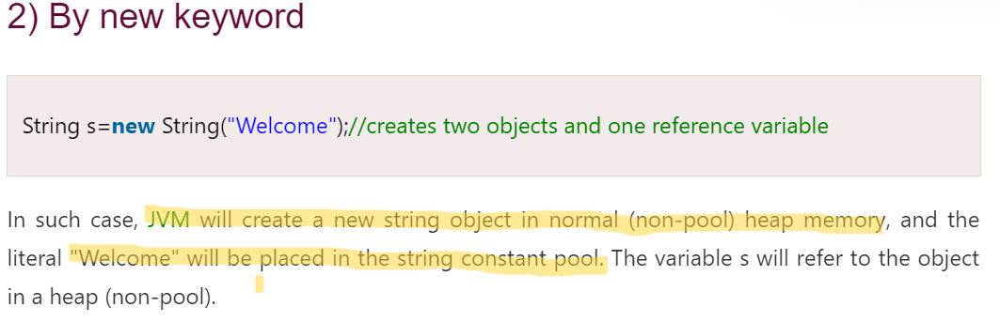 2) By new keyword
String s=new String("Welcome");//creates two objects and one reference variable
In such case, JVM will create a new string object in normal (non-pool) heap memory, and the
literal "Welcome" will be placed in the string constant pool. The variable s will refer to the object
in a heap (non-pool).